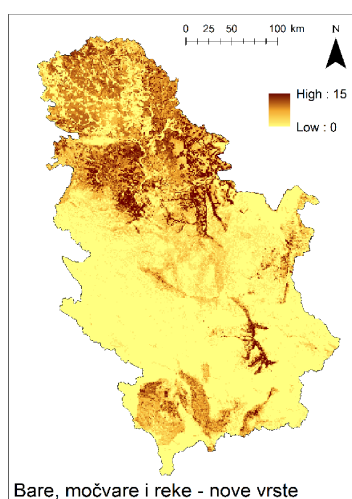 0 25 50 100 km
N
High : 15
Low : 0
Bare, močvare i reke - nove vrste